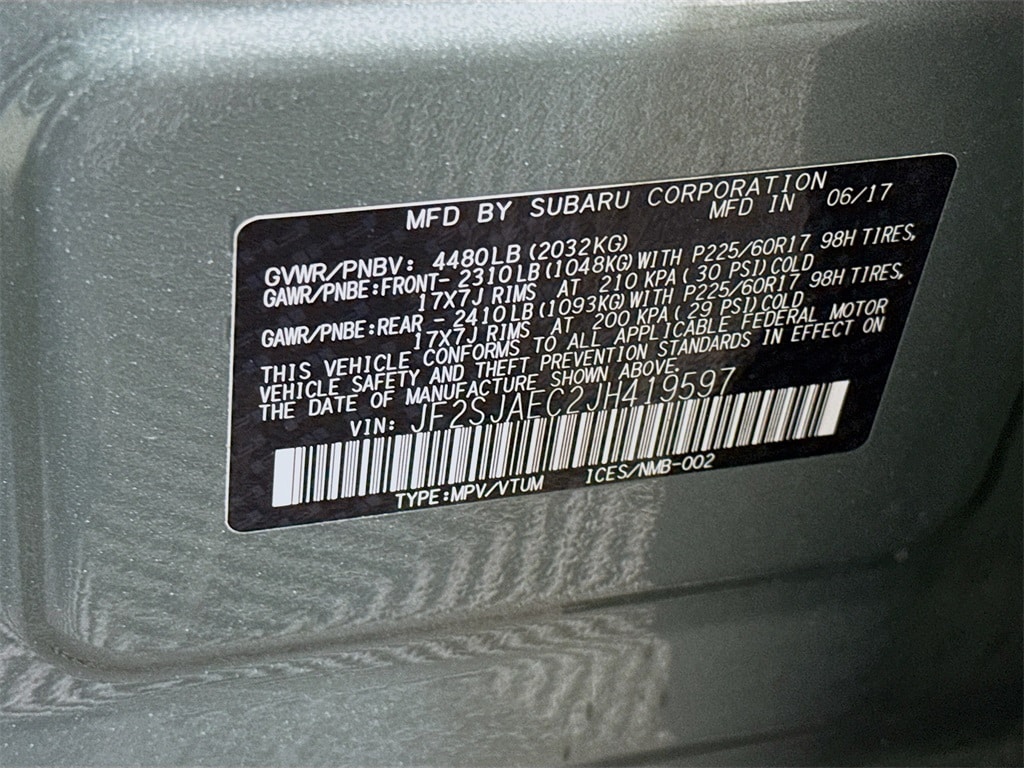 MFD BY SUBARU CORPORATION
MFD IN 06/17
GVWR/PNBV: 4480LB(2032KG)
GAWR/PNBE:FRONT- 2310LB(1048KG)WITH P225/60R17 98H TIRES,
17X7J RIMS AT 210 KPA( 30 PSI)COLD
GAWR/PNBE:REAR - 2410LB(1093KG)WITH P225/60R17 98H TIRES,
17X7J RIMS AT 200 KPA( 29 PSI)COLD
THIS VEHICLE CONFORMS TO ALL APPLICABLE FEDERAL MOTOR
VEHICLE SAFETY AND THEFT PREVENTION STANDARDS IN EFFECT ON
THE DATE OF MANUFACTURE SHOWN ABOVE.
VIN: JF2SJAEC2JH419597
TYPE:MPV/VTUM ICES/NMB-002